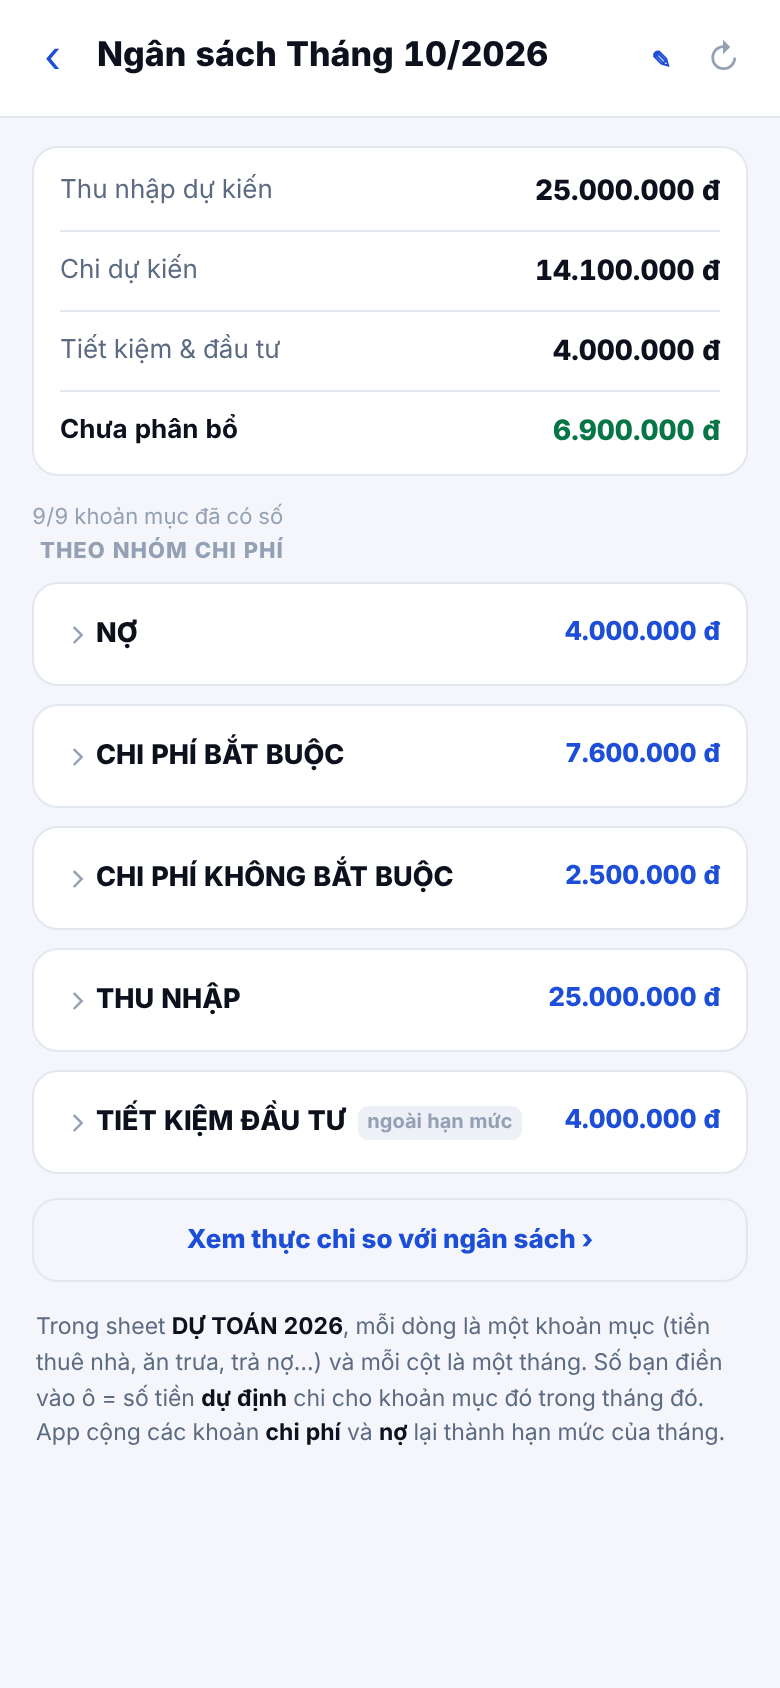 Ngân sách Tháng 10/2026
Thu nhập dự kiến 25.000.000 đ
Chi dự kiến 14.100.000 đ
Tiết kiệm & đầu tư 4.000.000 đ
Chưa phân bổ 6.900.000 đ
9/9 khoản mục đã có số
THEO NHÓM CHI PHÍ
NỢ 4.000.000 đ
CHI PHÍ BẮT BUỘC 7.600.000 đ
CHI PHÍ KHÔNG BẮT BUỘC 2.500.000 đ
THU NHẬP 25.000.000 đ
TIẾT KIỆM ĐẦU TƯ ngoài hạn mức 4.000.000 đ
Xem thực chi so với ngân sách ›
Trong sheet DỰ TOÁN 2026, mỗi dòng là một khoản mục (tiền
thuê nhà, ăn trưa, trả nợ...) và mỗi cột là một tháng. Số bạn điền
vào ô = số tiền dự định chi cho khoản mục đó trong tháng đó.
App cộng các khoản chi phí và nợ lại thành hạn mức của tháng.